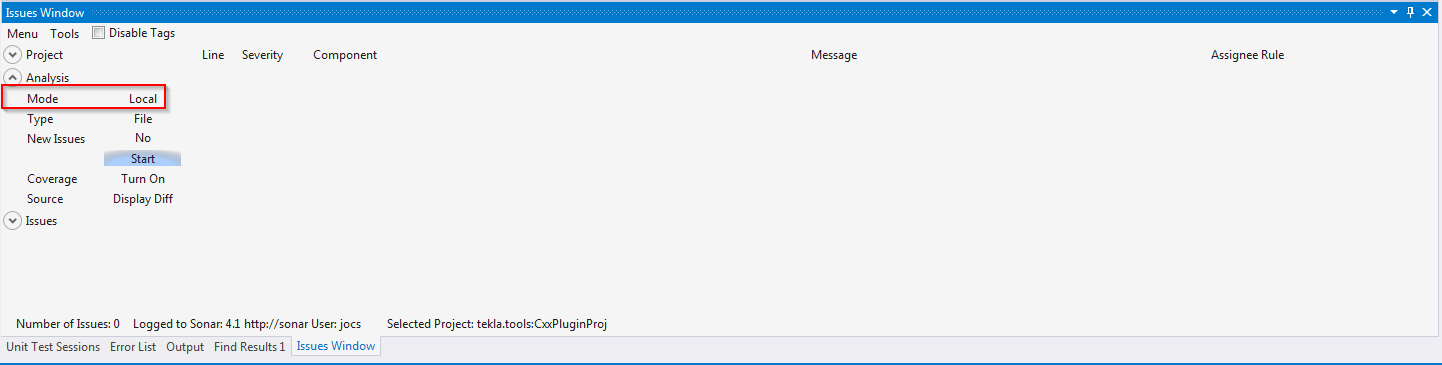 Issues Window
Menu Tools Disable Tags
Project Line Severity Component Message Assignee Rule
Analysis
Mode Local
Type File
New Issues No
Start
Coverage Turn On
Source Display Diff
Issues
Number of Issues: 0 Logged to Sonar: 4.1 http://sonar User: jocs Selected Project: tekla.tools:CxxPluginProj
Unit Test Sessions Error List Output Find Results 1 Issues Window